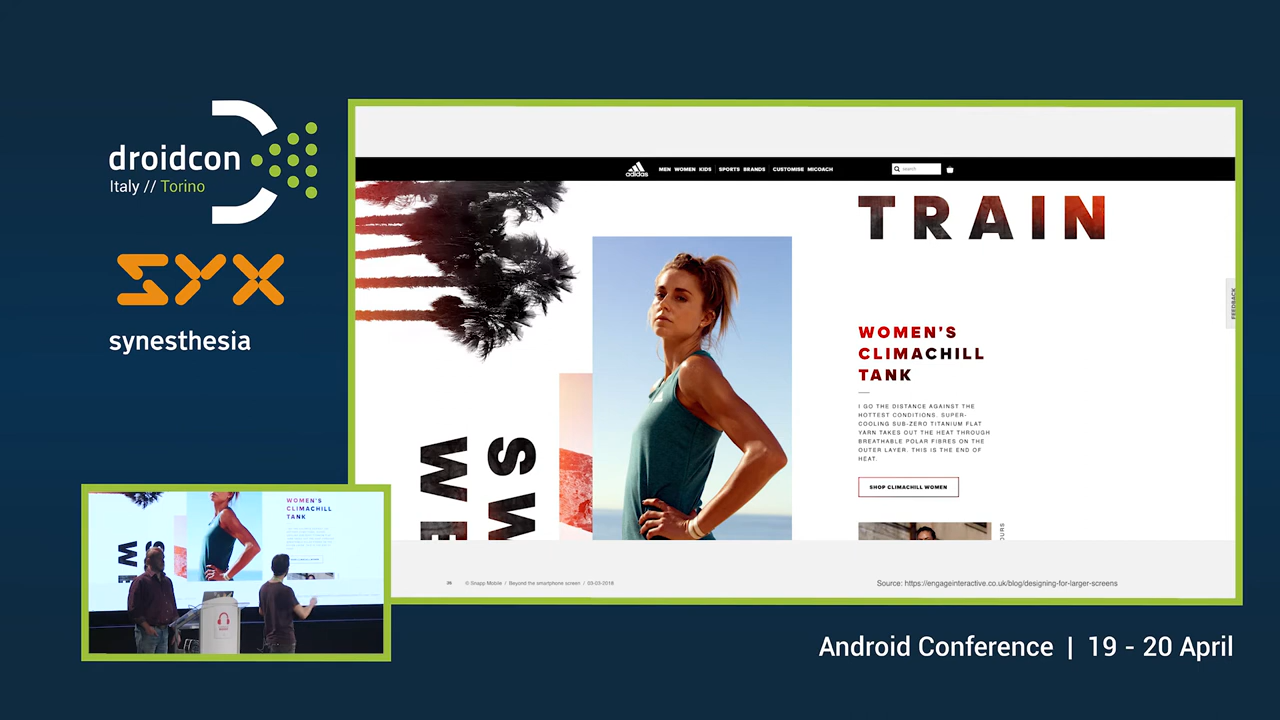 droidcon
Italy // Torino
SYX
synesthesia
adidas
MEN WOMEN KIDS SPORTS BRANDS CUSTOMISE MICOACH
search
TRAIN
FEEDBACK
WOMEN'S
CLIMACHILL
TANK
I GO THE DISTANCE AGAINST THE
HOTTEST CONDITIONS. SUPER-
COOLING SUB-ZERO TITANIUM FLAT
YARN TAKES OUT THE HEAT THROUGH
BREATHABLE POLAR FIBRES ON THE
OUTER LAYER. THIS IS THE END OF
HEAT.
SHOP CLIMACHILL WOMEN
© Snapp Mobile / Beyond the smartphone screen / 03-03-2018
Source: https://engageinteractive.co.uk/blog/designing-for-larger-screens
WOMEN'S
CLIMACHILL
TANK
Android Conference | 19 - 20 April